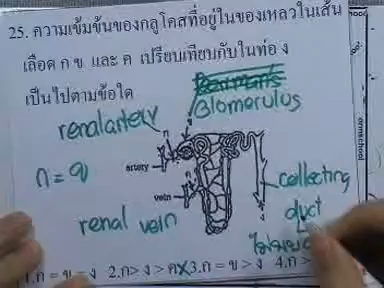 25. ความเข้มข้นของกลูโคสที่อยู่ในของเหลวในเส้น
เลือด ก ข และ ค เปรียบเทียบกับในท่อ ง
เป็นไปตามข้อใด
Glomerulus
renal artery
artery
ก = ข
vein
collecting
duct
renal vein
1.ก = ข = ง 2.ก> ง > ค 3.ก = ข > ง 4.ก >